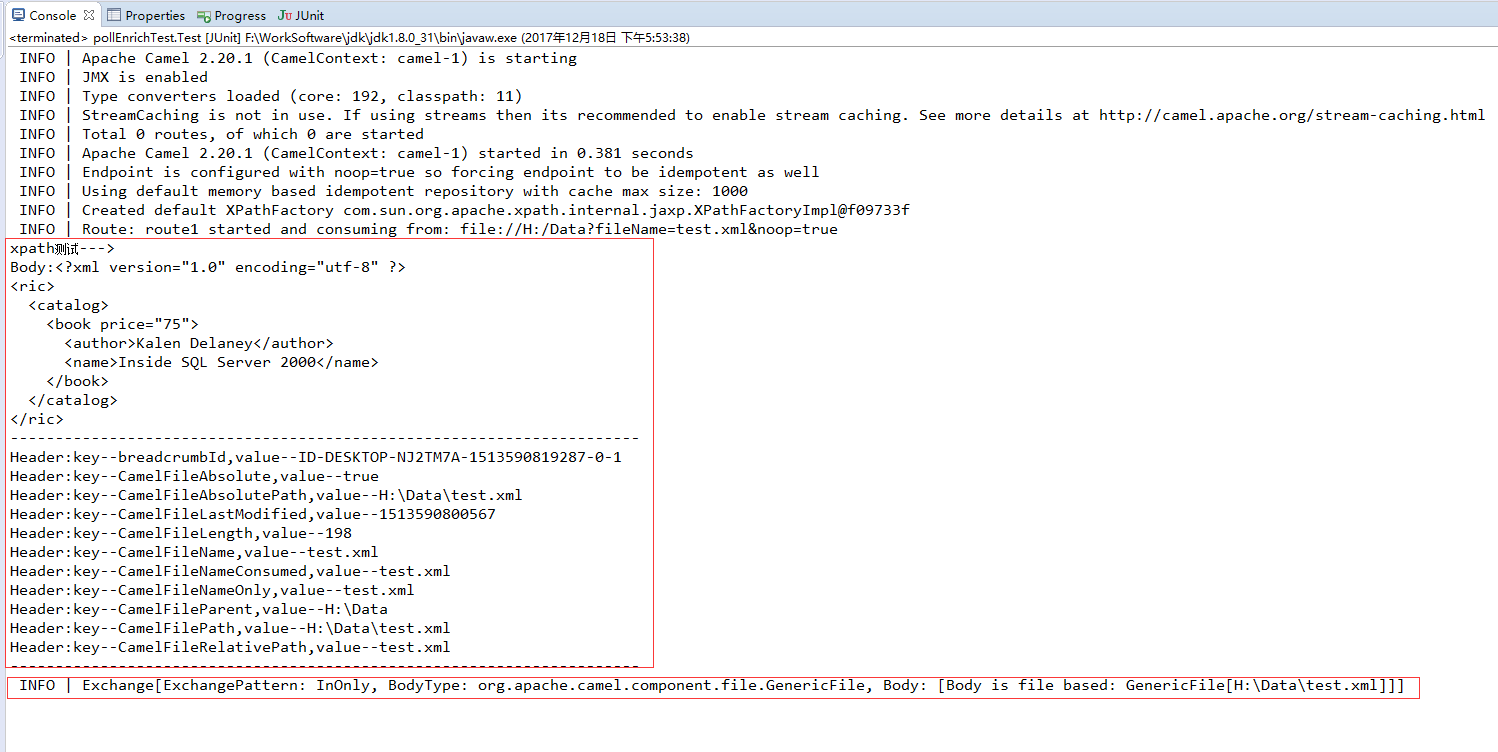 Console Properties Progress JUnit
<terminated> pollEnrichTest.Test [JUnit] F:\WorkSoftware\jdk\jdk1.8.0_31\bin\javaw.exe (2017年12月18日 下午5:53:38)
INFO | Apache Camel 2.20.1 (CamelContext: camel-1) is starting
INFO | JMX is enabled
INFO | Type converters loaded (core: 192, classpath: 11)
INFO | StreamCaching is not in use. If using streams then its recommended to enable stream caching. See more details at http://camel.apache.org/stream-caching.html
INFO | Total 0 routes, of which 0 are started
INFO | Apache Camel 2.20.1 (CamelContext: camel-1) started in 0.381 seconds
INFO | Endpoint is configured with noop=true so forcing endpoint to be idempotent as well
INFO | Using default memory based idempotent repository with cache max size: 1000
INFO | Created default XPathFactory com.sun.org.apache.xpath.internal.jaxp.XPathFactoryImpl@f09733f
INFO | Route: route1 started and consuming from: file://H:/Data?fileName=test.xml&noop=true
xpath测试--->
Body:<?xml version="1.0" encoding="utf-8" ?>
<ric>
  <catalog>
    <book price="75">
      <author>Kalen Delaney</author>
      <name>Inside SQL Server 2000</name>
    </book>
  </catalog>
</ric>
----------------------------------------------------------------------
Header:key--breadcrumbId,value--ID-DESKTOP-NJ2TM7A-1513590819287-0-1
Header:key--CamelFileAbsolute,value--true
Header:key--CamelFileAbsolutePath,value--H:\Data\test.xml
Header:key--CamelFileLastModified,value--1513590800567
Header:key--CamelFileLength,value--198
Header:key--CamelFileName,value--test.xml
Header:key--CamelFileNameConsumed,value--test.xml
Header:key--CamelFileNameOnly,value--test.xml
Header:key--CamelFileParent,value--H:\Data
Header:key--CamelFilePath,value--H:\Data\test.xml
Header:key--CamelFileRelativePath,value--test.xml
----------------------------------------------------------------------
INFO | Exchange[ExchangePattern: InOnly, BodyType: org.apache.camel.component.file.GenericFile, Body: [Body is file based: GenericFile[H:\Data\test.xml]]]